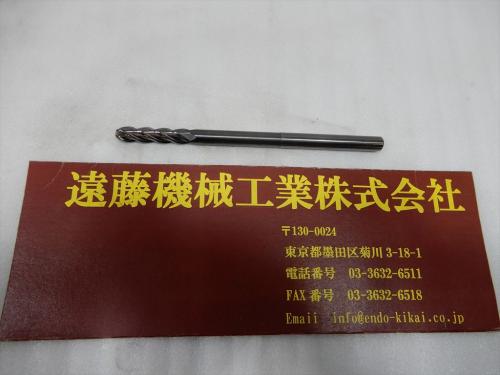 遠藤機械工業株式会社
〒130-0024
東京都墨田区菊川 3-18-1
電話番号 03-3632-6511
FAX 番号 03-3632-6518
Emaii info@endo-kikai.co.jp